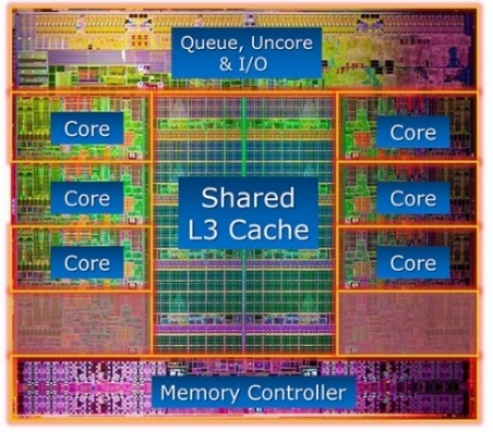 Queue, Uncore
& I/O
Core
Core
Core
Core
Core
Core
Shared
L3 Cache
Memory Controller